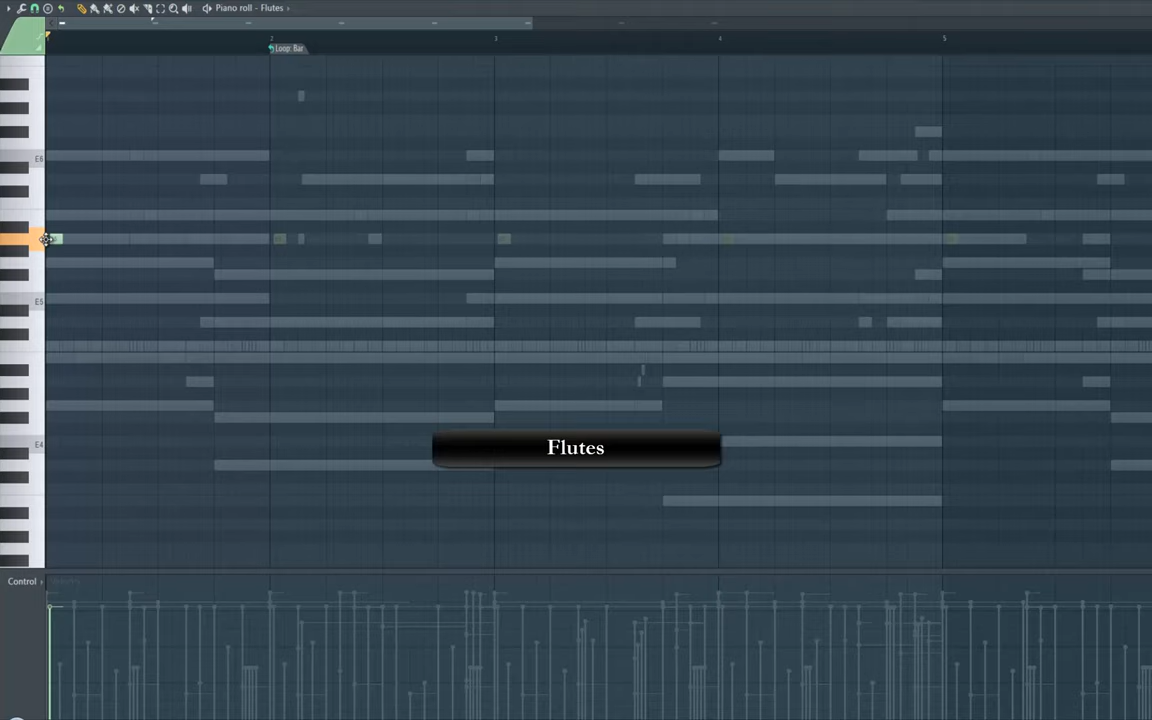 Piano roll - Flutes
2
3
4
5
Loop: Bar
E6
E5
E4
Flutes
Control